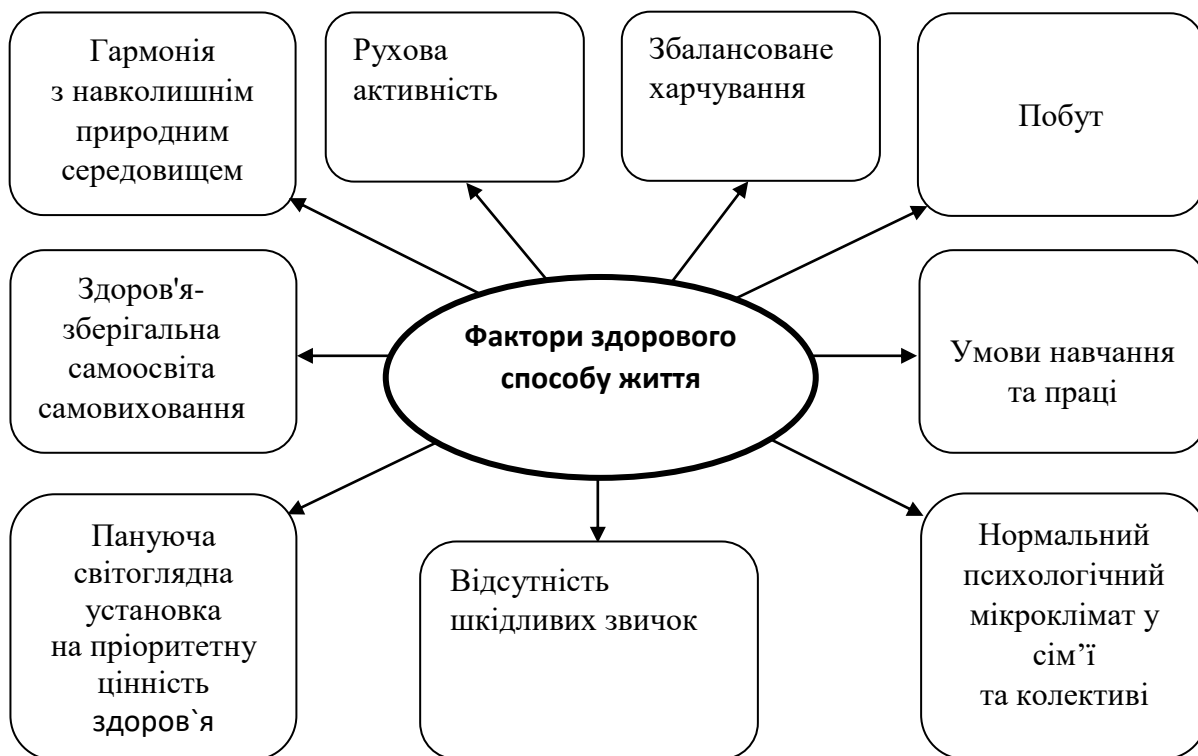 Гармонія
з навколишнім
природним
середовищем
Рухова
активність
Збалансоване
харчування
Побут
Здоров'я-
зберігальна
самоосвіта
самовиховання
Фактори здорового
способу життя
Умови навчання
та праці
Пануюча
світоглядна
установка
на пріоритетну
цінність
здоров`я
Відсутність
шкідливих звичок
Нормальний
психологічний
мікроклімат у
сім’ї
та колективі